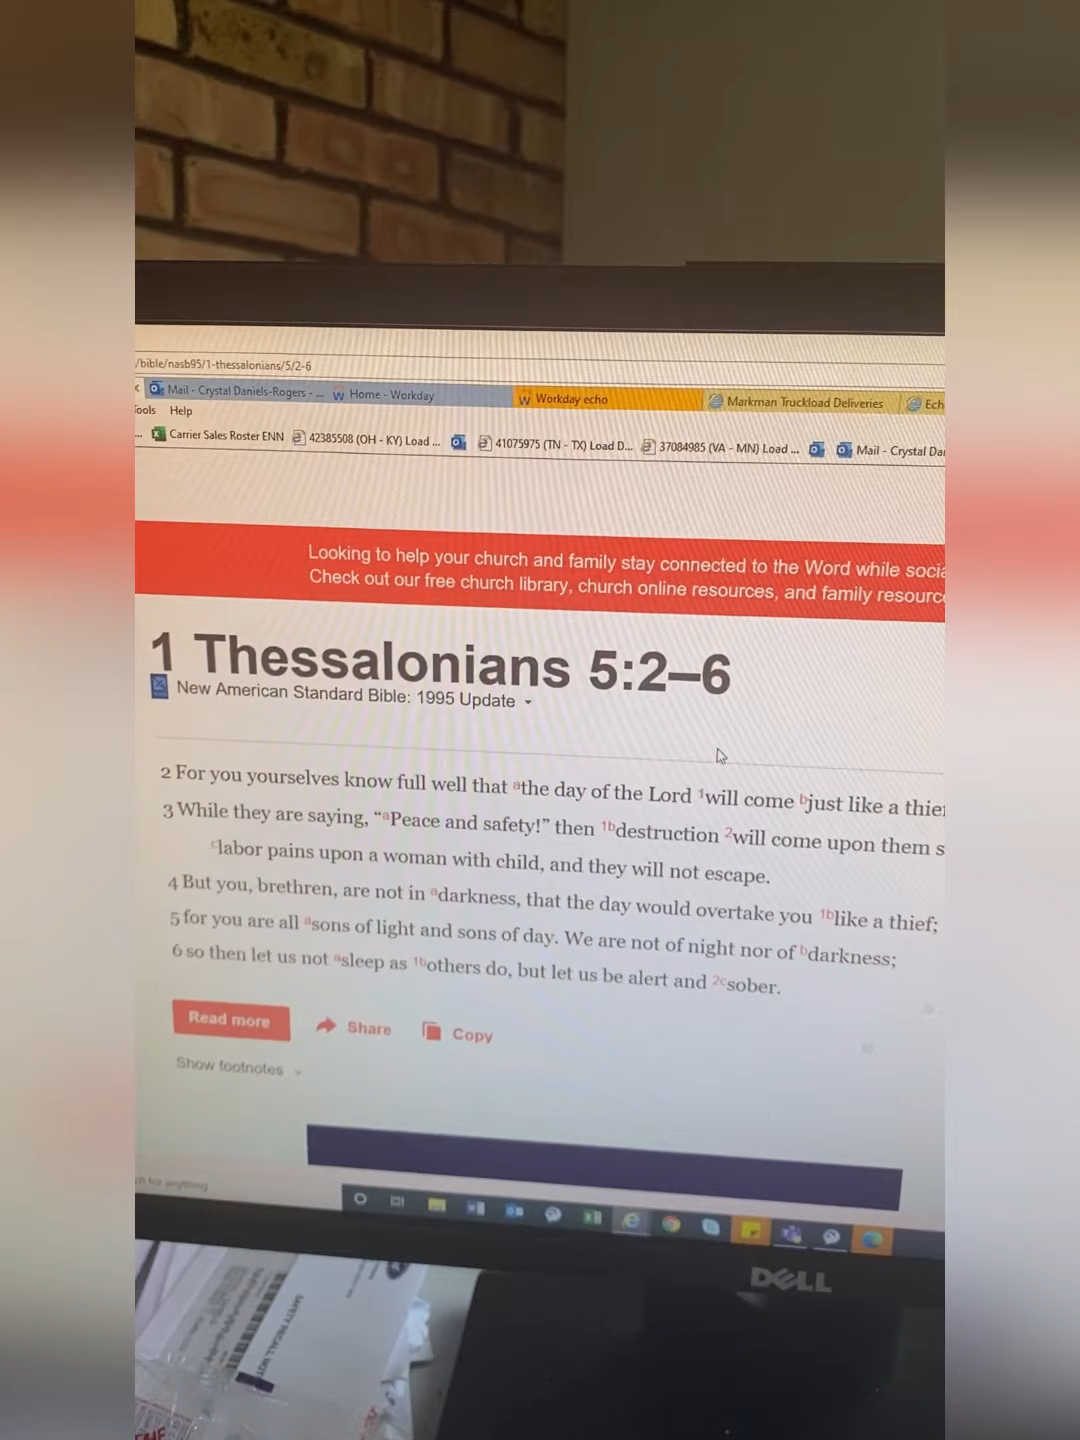 /bible/nasb95/1-thessalonians/5/2-6
Mail - Crystal Daniels-Rogers - ... Home - Workday Workday echo Markman Truckload Deliveries Ech
Tools Help
... Carrier Sales Roster ENN 42385508 (OH - KY) Load ... 41075975 (TN - TX) Load D... 37084985 (VA - MN) Load ... Mail - Crystal Da
Looking to help your church and family stay connected to the Word while socia
Check out our free church library, church online resources, and family resourc
1 Thessalonians 5:2–6
New American Standard Bible: 1995 Update
2 For you yourselves know full well that athe day of the Lord 1will come bjust like a thief
3 While they are saying, “aPeace and safety!” then 1bdestruction 2will come upon them s
clabor pains upon a woman with child, and they will not escape.
4 But you, brethren, are not in adarkness, that the day would overtake you 1blike a thief;
5 for you are all asons of light and sons of day. We are not of night nor of bdarkness;
6 so then let us not asleep as 1bothers do, but let us be alert and 2csober.
Read more Share Copy
Show footnotes
ch for anything
DELL
SAFETY RECALL NOT